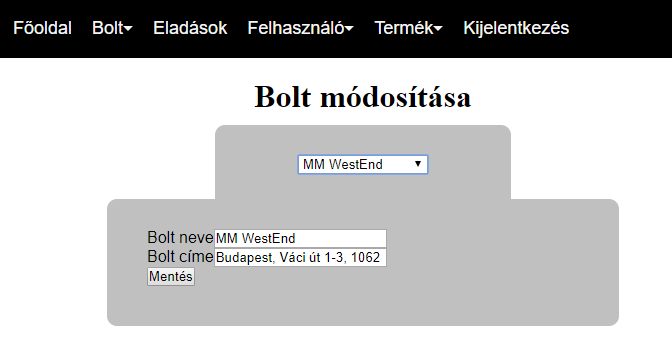 Főoldal Bolt Eladások Felhasználó Termék Kijelentkezés
Bolt módosítása
MM WestEnd
Bolt neve MM WestEnd
Bolt címe Budapest, Váci út 1-3, 1062
Mentés